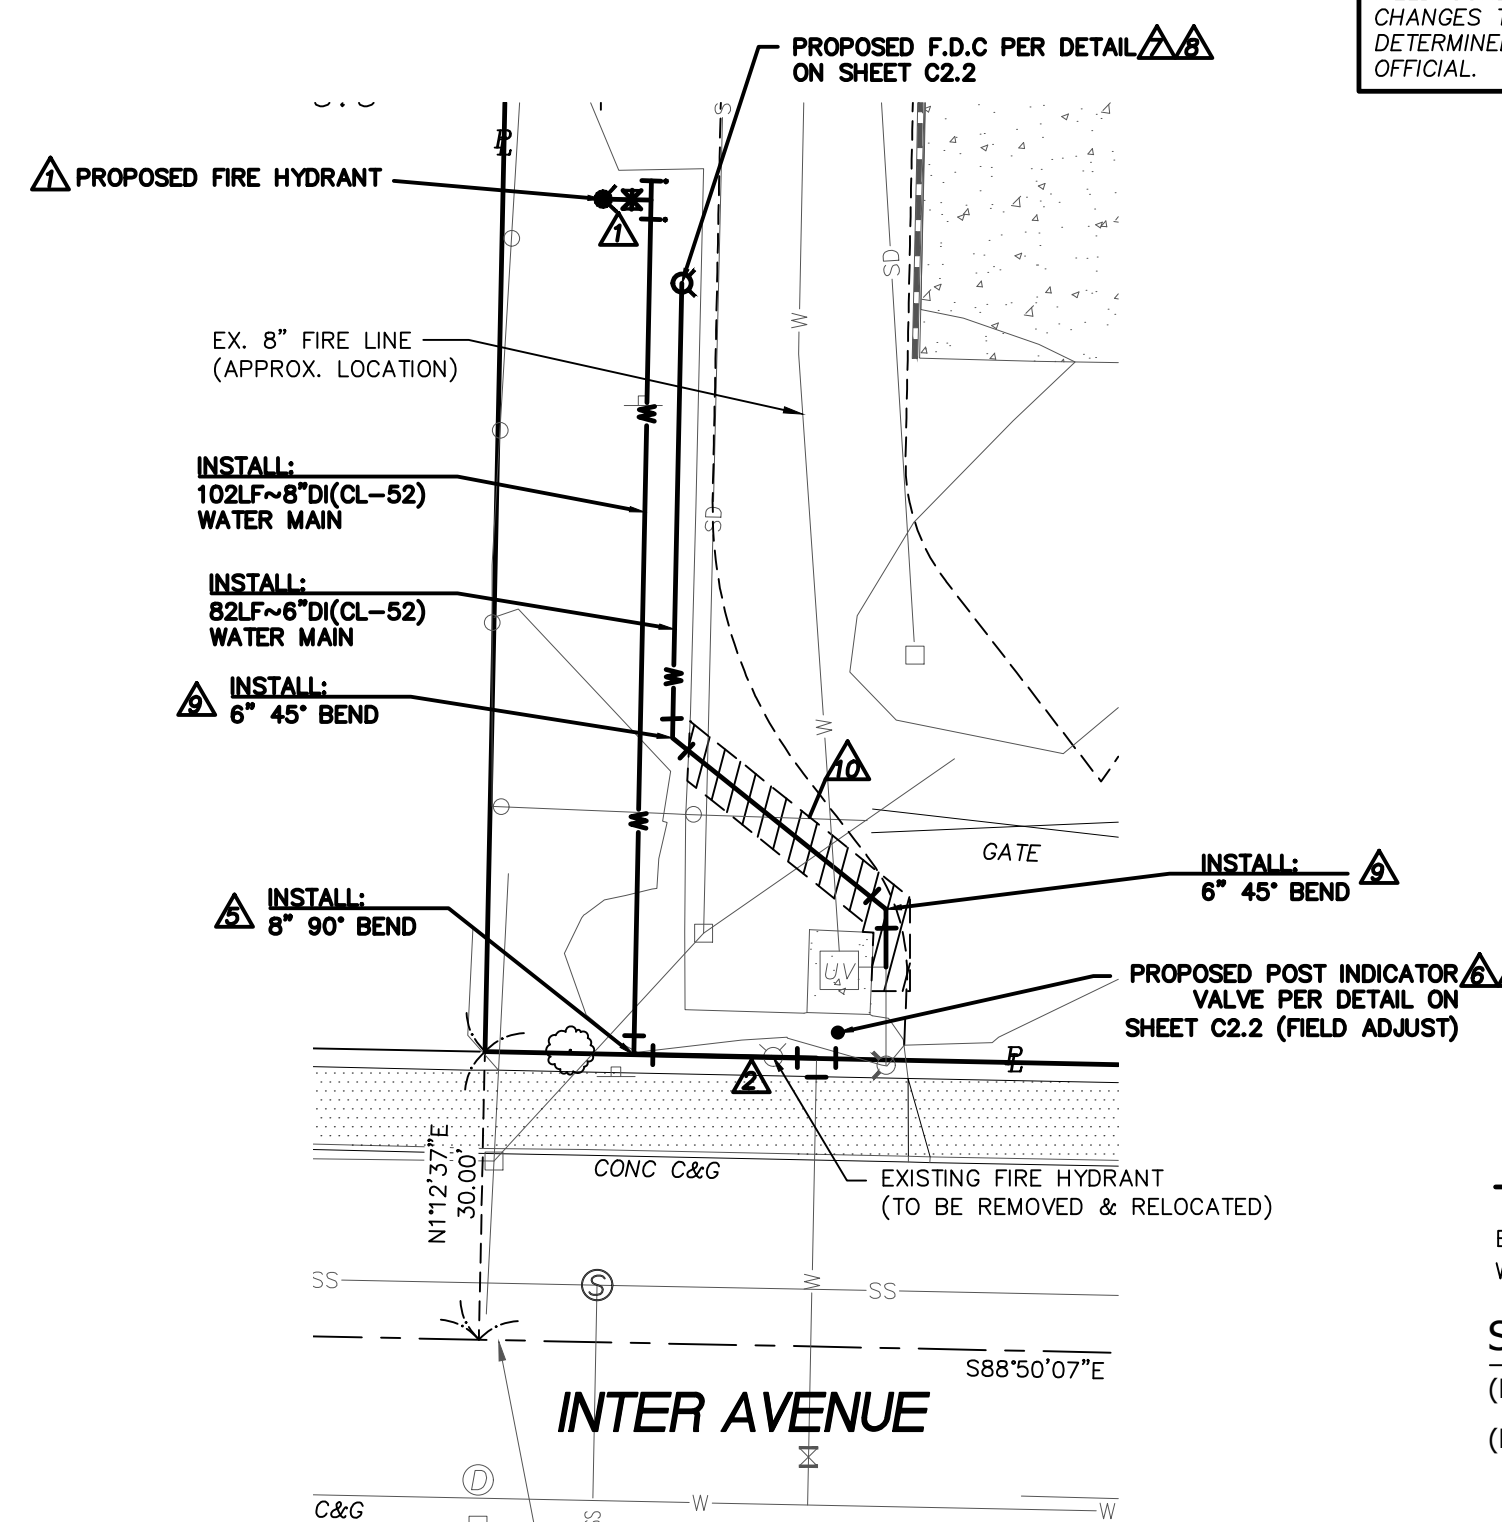 CHANGES
DETERMINED
OFFICIAL.
PROPOSED F.D.C PER DETAIL 7 8
ON SHEET C2.2
PL
S
1 PROPOSED FIRE HYDRANT
1
SD
W
EX. 8" FIRE LINE
(APPROX. LOCATION)
W
INSTALL:
102LF~8"DI(CL-52)
WATER MAIN
SD
INSTALL:
82LF~6"DI(CL-52)
WATER MAIN
W
9 INSTALL:
6" 45° BEND
W
10
W
GATE
INSTALL: 9
6" 45° BEND
5 INSTALL:
8" 90° BEND
UV
PROPOSED POST INDICATOR 6
VALVE PER DETAIL ON
SHEET C2.2 (FIELD ADJUST)
PL
2
N1°12'37"E
30.00'
CONC C&G
EXISTING FIRE HYDRANT
(TO BE REMOVED & RELOCATED)
SS
S
W
SS
S88°50'07"E
INTER AVENUE
D
C&G
SS
W
W